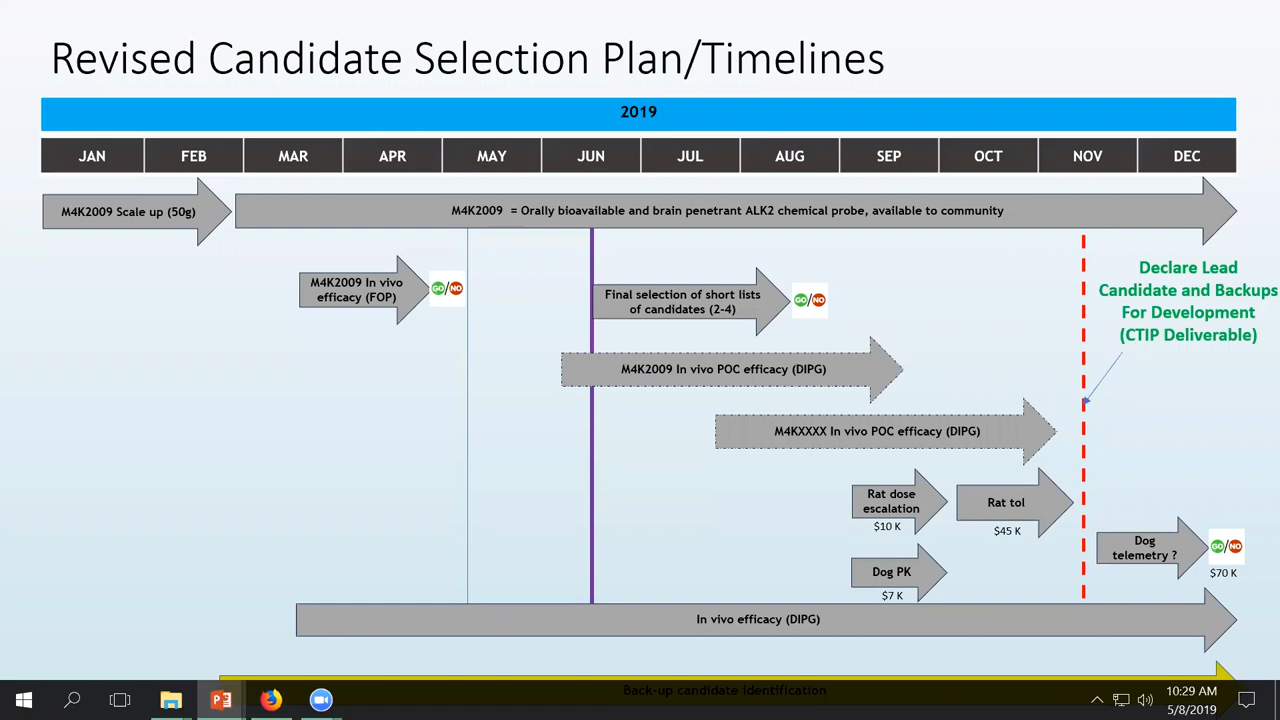 Revised Candidate Selection Plan/Timelines
2019
JAN FEB MAR APR MAY JUN JUL AUG SEP OCT NOV DEC
M4K2009 Scale up (50g)
M4K2009 = Orally bioavailable and brain penetrant ALK2 chemical probe, available to community
M4K2009 In vivo
efficacy (FOP)
GO/NO
Final selection of short lists
of candidates (2-4)
GO/NO
Declare Lead
Candidate and Backups
For Development
(CTIP Deliverable)
M4K2009 In vivo POC efficacy (DIPG)
M4KXXXX In vivo POC efficacy (DIPG)
Rat dose
escalation
$10 K
Rat tol
$45 K
Dog
telemetry ?
GO/NO
$70 K
Dog PK
$7 K
In vivo efficacy (DIPG)
Back-up candidate identification
10:29 AM
5/8/2019